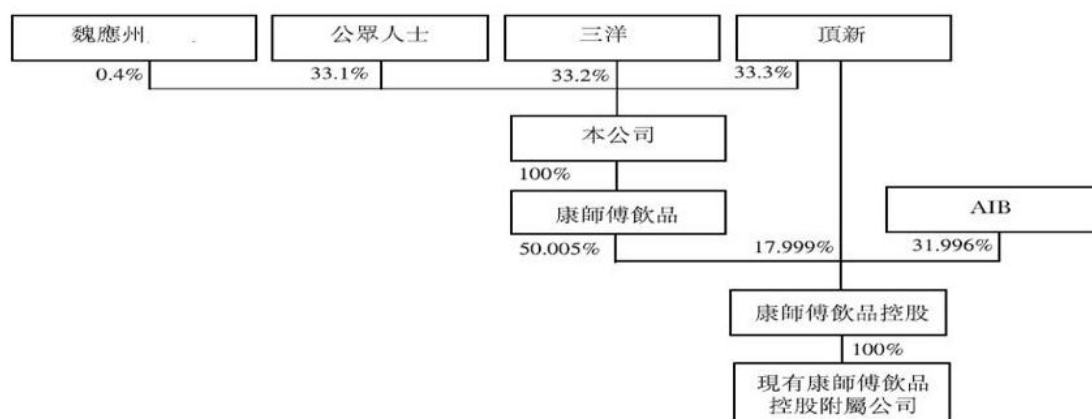 魏應州
公眾人士
三洋
頂新
0.4%
33.1%
33.2%
33.3%
本公司
100%
康師傅飲品
AIB
50.005%
17.999%
31.996%
康師傅飲品控股
100%
現有康師傅飲品
控股附屬公司